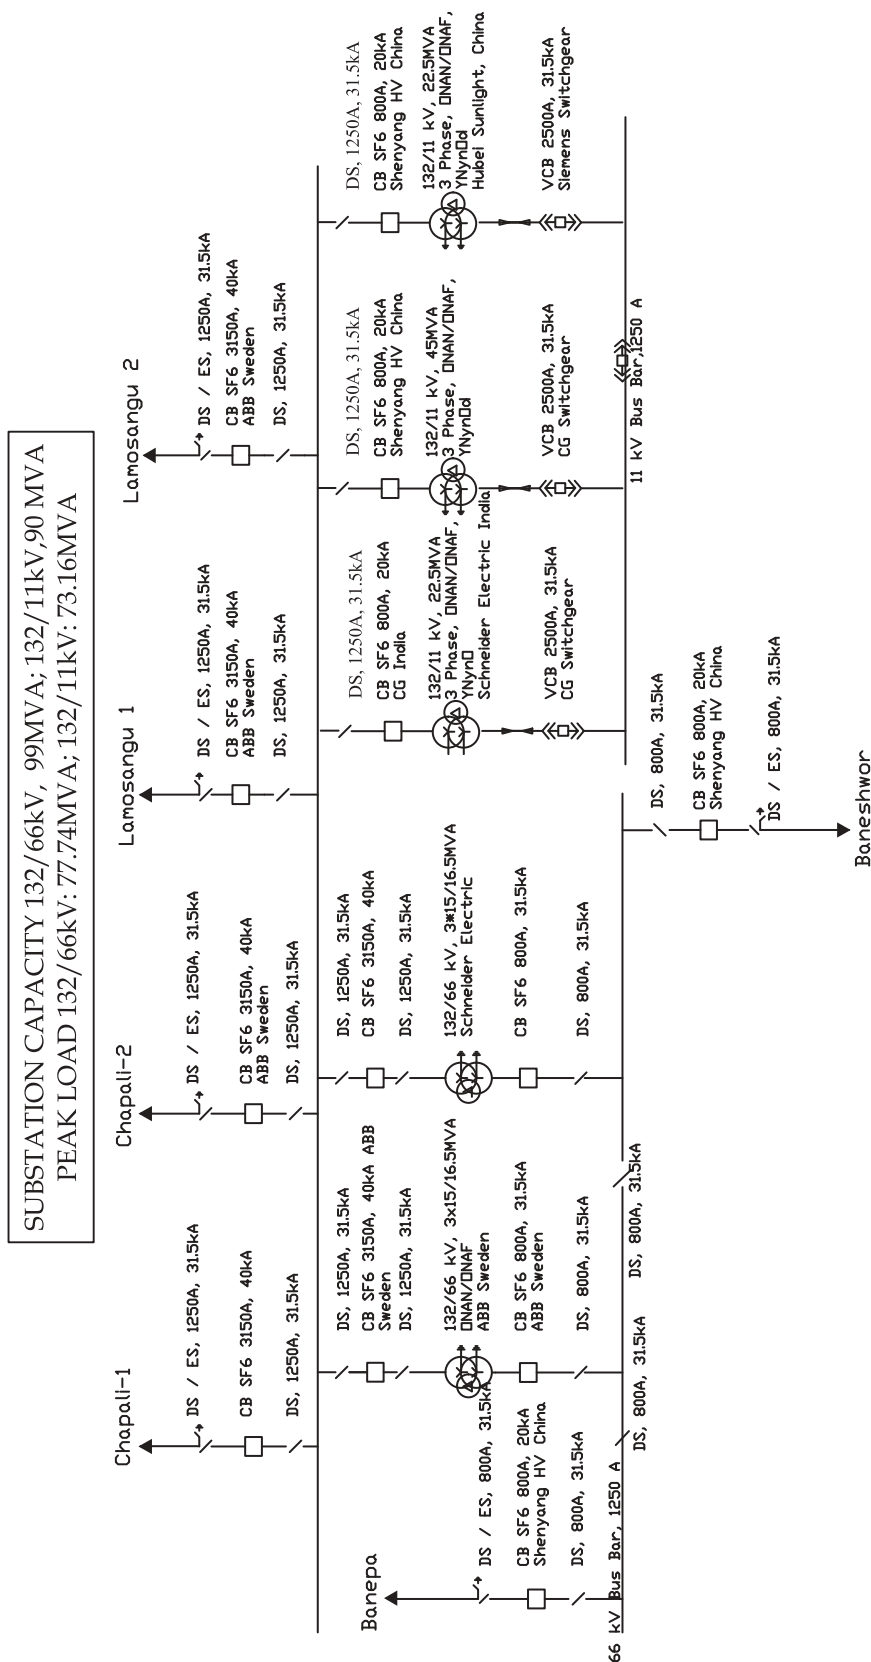 SUBSTATION CAPACITY 132/66kV, 99MVA; 132/11kV,90 MVA
PEAK LOAD 132/66kV: 77.74MVA; 132/11kV: 73.16MVA
Chapali-1
DS / ES, 1250A, 31.5kA
CB SF6 3150A, 40kA
DS, 1250A, 31.5kA
Chapali-2
DS / ES, 1250A, 31.5kA
CB SF6 3150A, 40kA
ABB Sweden
DS, 1250A, 31.5kA
Lamosangu 1
DS / ES, 1250A, 31.5kA
CB SF6 3150A, 40kA
ABB Sweden
DS, 1250A, 31.5kA
Lamosangu 2
DS / ES, 1250A, 31.5kA
CB SF6 3150A, 40kA
ABB Sweden
DS, 1250A, 31.5kA
Banepa
DS / ES, 800A, 31.5kA
CB SF6 800A, 20kA
Shenyang HV China
DS, 800A, 31.5kA
66 kV Bus Bar, 1250 A
DS, 1250A, 31.5kA
CB SF6 3150A, 40kA ABB
Sweden
DS, 1250A, 31.5kA
132/66 kV, 3x15/16.5MVA
ONAN/ONAF
ABB Sweden
CB SF6 800A, 31.5kA
ABB Sweden
DS, 800A, 31.5kA
DS, 800A, 31.5kA
DS, 800A, 31.5kA
DS, 1250A, 31.5kA
CB SF6 3150A, 40kA
DS, 1250A, 31.5kA
132/66 kV, 3*15/16.5MVA
Schneider Electric
CB SF6 800A, 31.5kA
DS, 800A, 31.5kA
DS, 800A, 31.5kA
CB SF6 800A, 20kA
Shenyang HV China
DS / ES, 800A, 31.5kA
Baneshwor
DS, 1250A, 31.5kA
CB SF6 800A, 20kA
CG India
132/11 kV, 22.5MVA
3 Phase, ONAN/ONAF,
YNynO
Schneider Electric India
VCB 2500A, 31.5kA
CG Switchgear
DS, 1250A, 31.5kA
CB SF6 800A, 20kA
Shenyang HV China
132/11 kV, 45MVA
3 Phase, ONAN/ONAF,
YNynOd
VCB 2500A, 31.5kA
CG Switchgear
11 kV Bus Bar,1250 A
DS, 1250A, 31.5kA
CB SF6 800A, 20kA
Shenyang HV China
132/11 kV, 22.5MVA
3 Phase, ONAN/ONAF,
YNynOd
Hubei Sunlight, China
VCB 2500A, 31.5kA
Siemens Switchgear